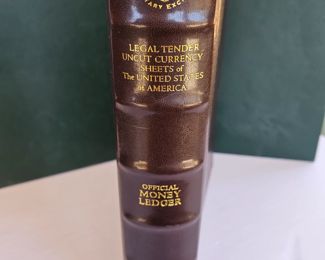 LEGAL TENDER
UNCUT CURRENCY
SHEETS of
The UNITED STATES
of AMERICA
OFFICIAL
MONEY
LEDGER